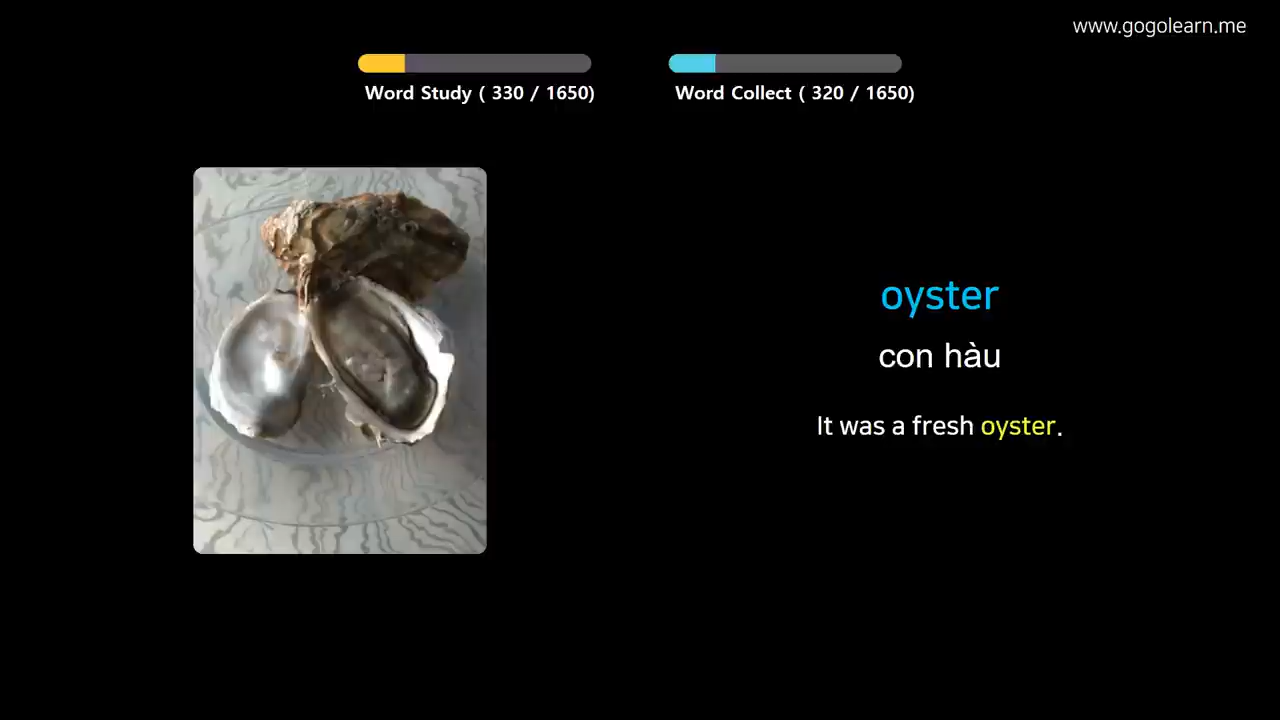 www.gogolearn.me
Word Study ( 330 / 1650)
Word Collect ( 320 / 1650)
oyster
con hàu
It was a fresh oyster.